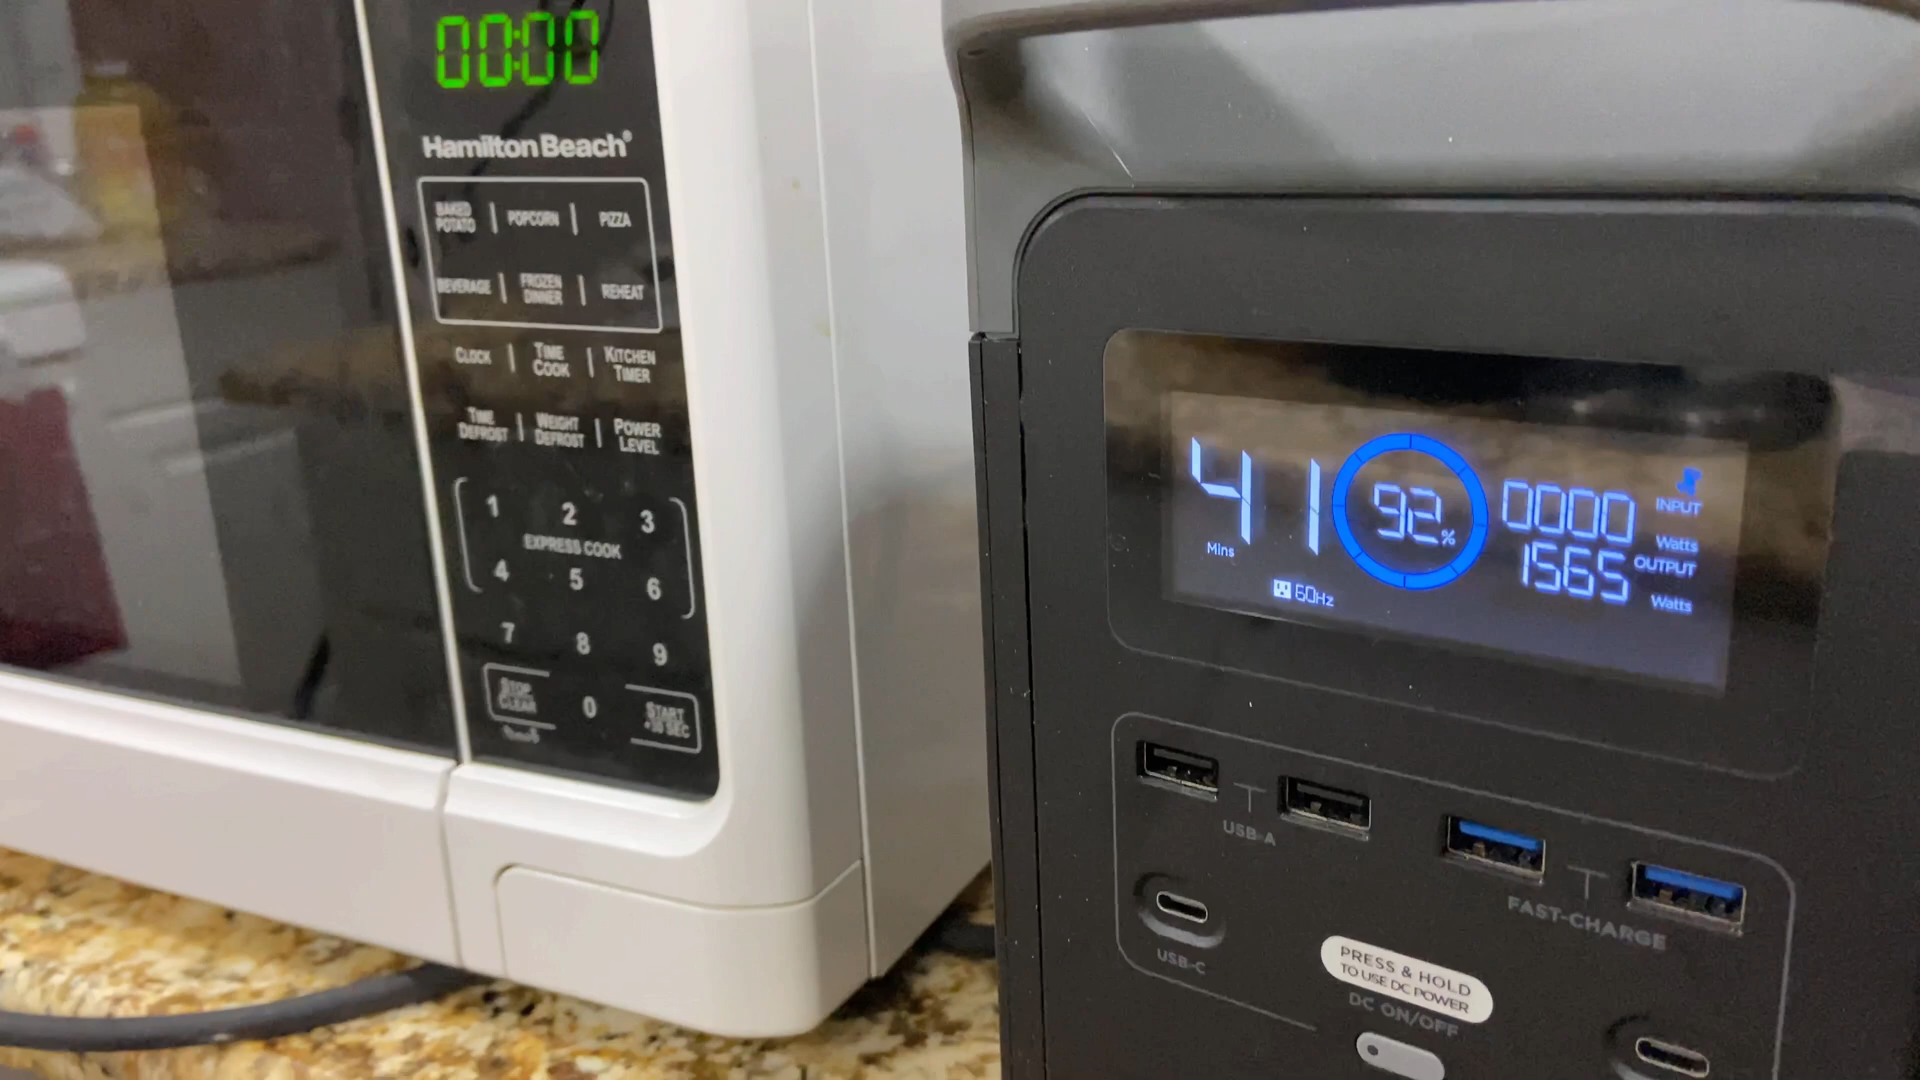 00:00
Hamilton Beach®
BAKED POTATO | POPCORN | PIZZA
BEVERAGE | FROZEN DINNER | REHEAT
CLOCK | TIME COOK | KITCHEN TIMER
TIME DEFROST | WEIGHT DEFROST | POWER LEVEL
1 2 3
EXPRESS COOK
4 5 6
7 8 9
STOP CLEAR 0 START +30 SEC
41
Mins
92%
0000 INPUT Watts
1565 OUTPUT Watts
60Hz
USB-A
FAST-CHARGE
USB-C
PRESS & HOLD
TO USE DC POWER
DC ON/OFF